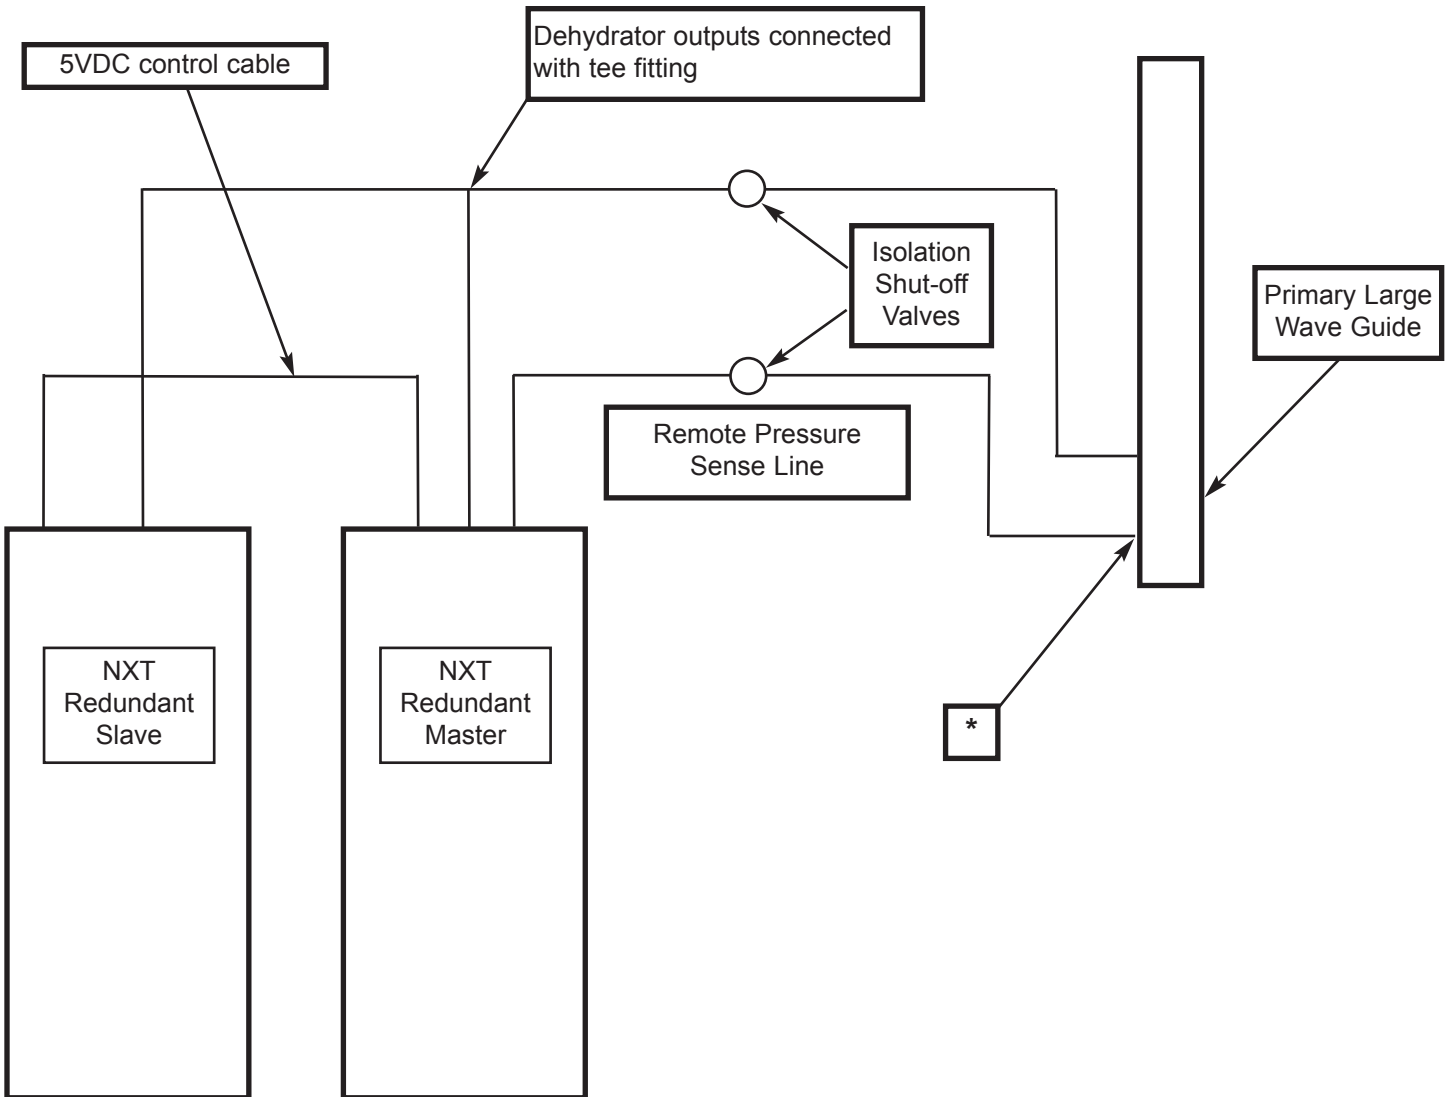 5VDC control cable
Dehydrator outputs connected
with tee fitting
Isolation
Shut-off
Valves
Primary Large
Wave Guide
Remote Pressure
Sense Line
NXT
Redundant
Slave
NXT
Redundant
Master
*